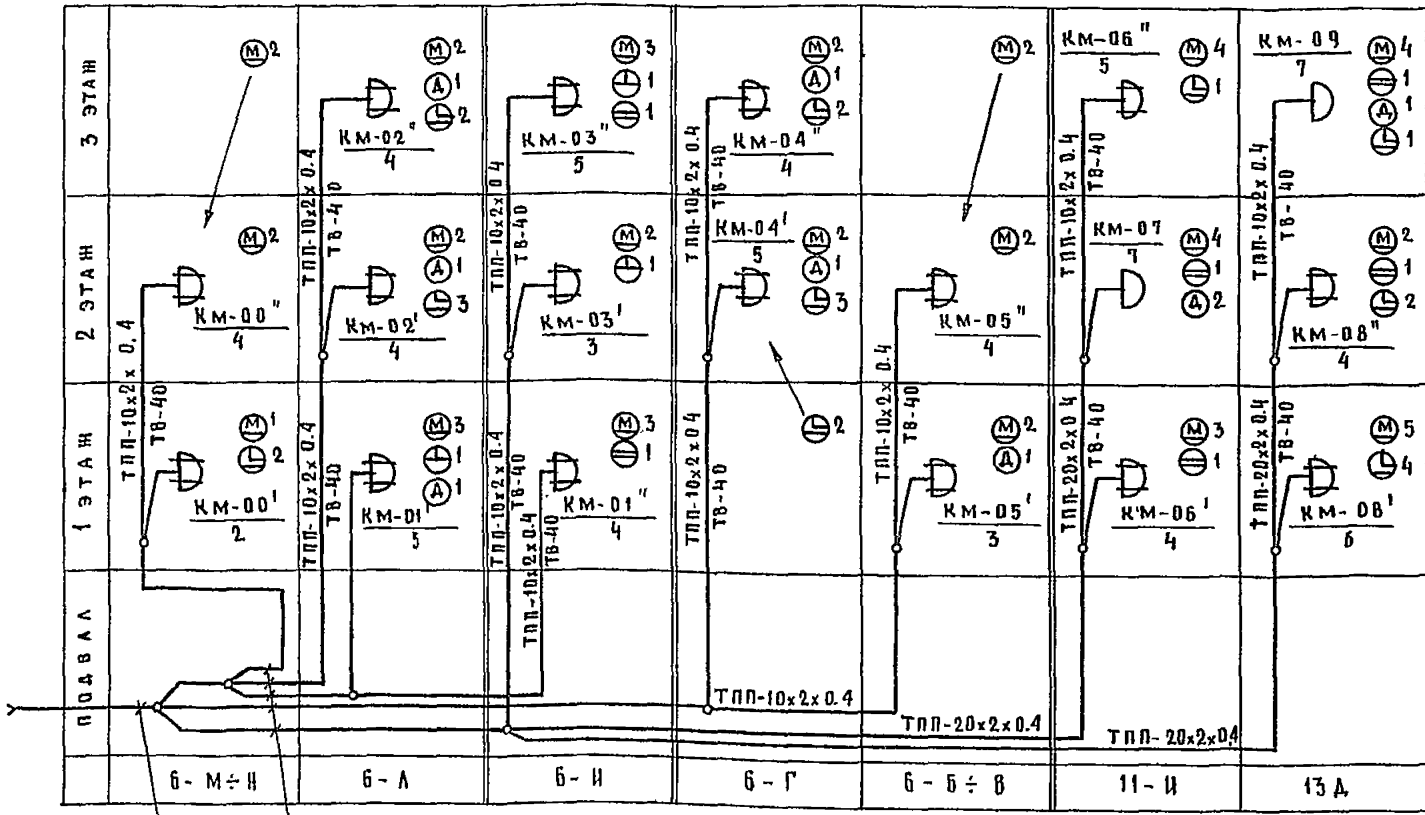 3 ЭТАЖ
М 2
М 2
Д 1
2
КМ-02"
4
М 3
1
1
КМ-03"
5
М 2
Д 1
2
КМ-04"
4
М 2
КМ-06"
5
М 4
1
КМ-09
7
М 4
1
Д 1
1
ТПП-10х2х0.4
ТВ-40
ТПП-10х2х0.4
ТВ-40
ТПП-10х2х0.4
ТВ-40
ТПП-10х2х0.4
ТВ-40
ТПП-10х2х0.4
ТВ-40
2 ЭТАЖ
М 2
КМ-00"
4
М 2
Д 1
3
КМ-02'
4
М 2
1
КМ-03'
3
КМ-04'
5
М 2
Д 1
3
М 2
КМ-05"
4
КМ-07
7
М 4
1
Д 2
М 2
1
2
КМ-08"
4
ТПП-10х2х0.4
ТВ-40
ТПП-10х2х0.4
ТВ-40
1 ЭТАЖ
М 1
2
КМ-00'
2
ТПП-10х2х0.4
ТВ-40
М 3
1
Д 1
КМ-01'
5
ТПП-10х2х0.4
ТВ-40
М 3
1
КМ-01"
4
ТПП-10х2х0.4
ТВ-40
ТПП-10х2х0.4
ТВ-40
2
М 2
Д 1
КМ-05'
3
ТПП-20х2х0.4
ТВ-40
М 3
1
КМ-06'
4
ТПП-20х2х0.4
ТВ-40
М 5
4
КМ-08'
6
ПОДВАЛ
ТПП-10х2х0.4
ТПП-20х2х0.4
ТПП-20х2х0,4
6-М÷Н
6-Л
6-И
6-Г
6-Б÷В
11-И
13Д